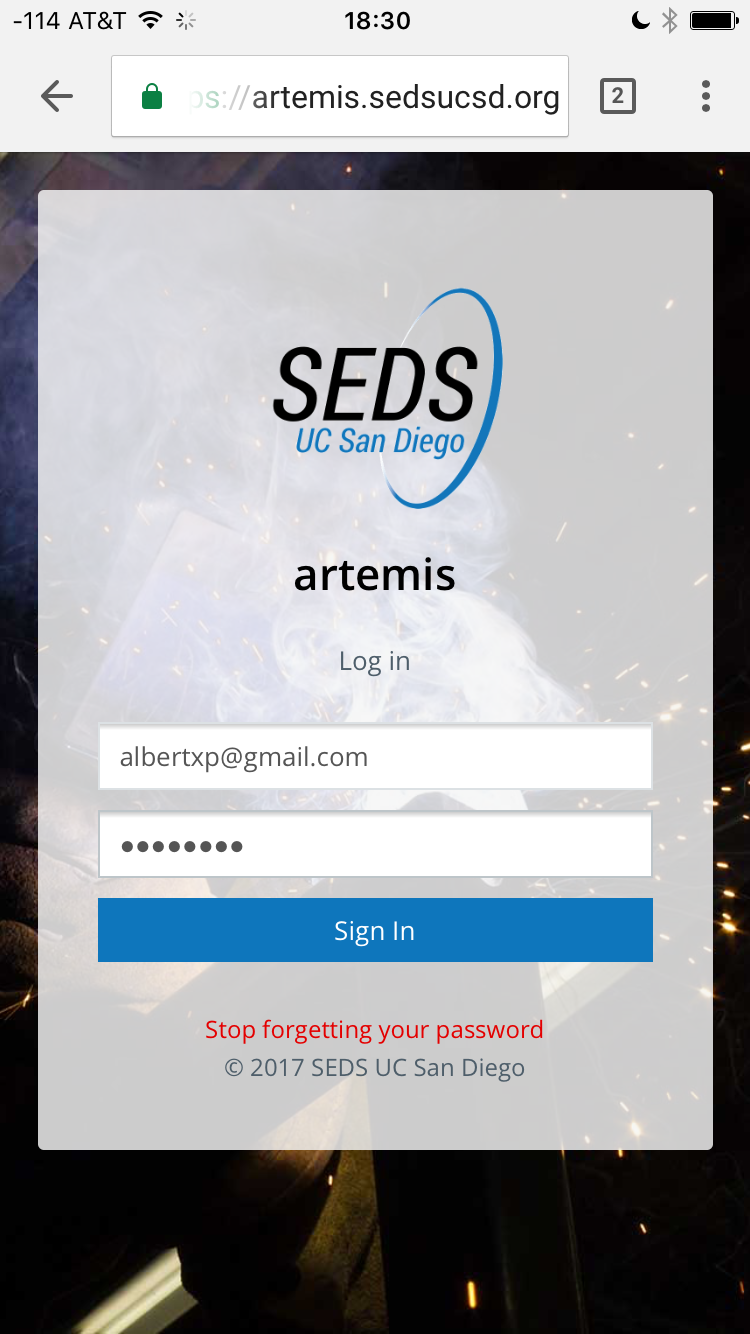 -114 AT&T 18:30
ps://artemis.sedsucsd.org 2
SEDS
UC San Diego
artemis
Log in
albertxp@gmail.com
••••••••
Sign In
Stop forgetting your password
© 2017 SEDS UC San Diego